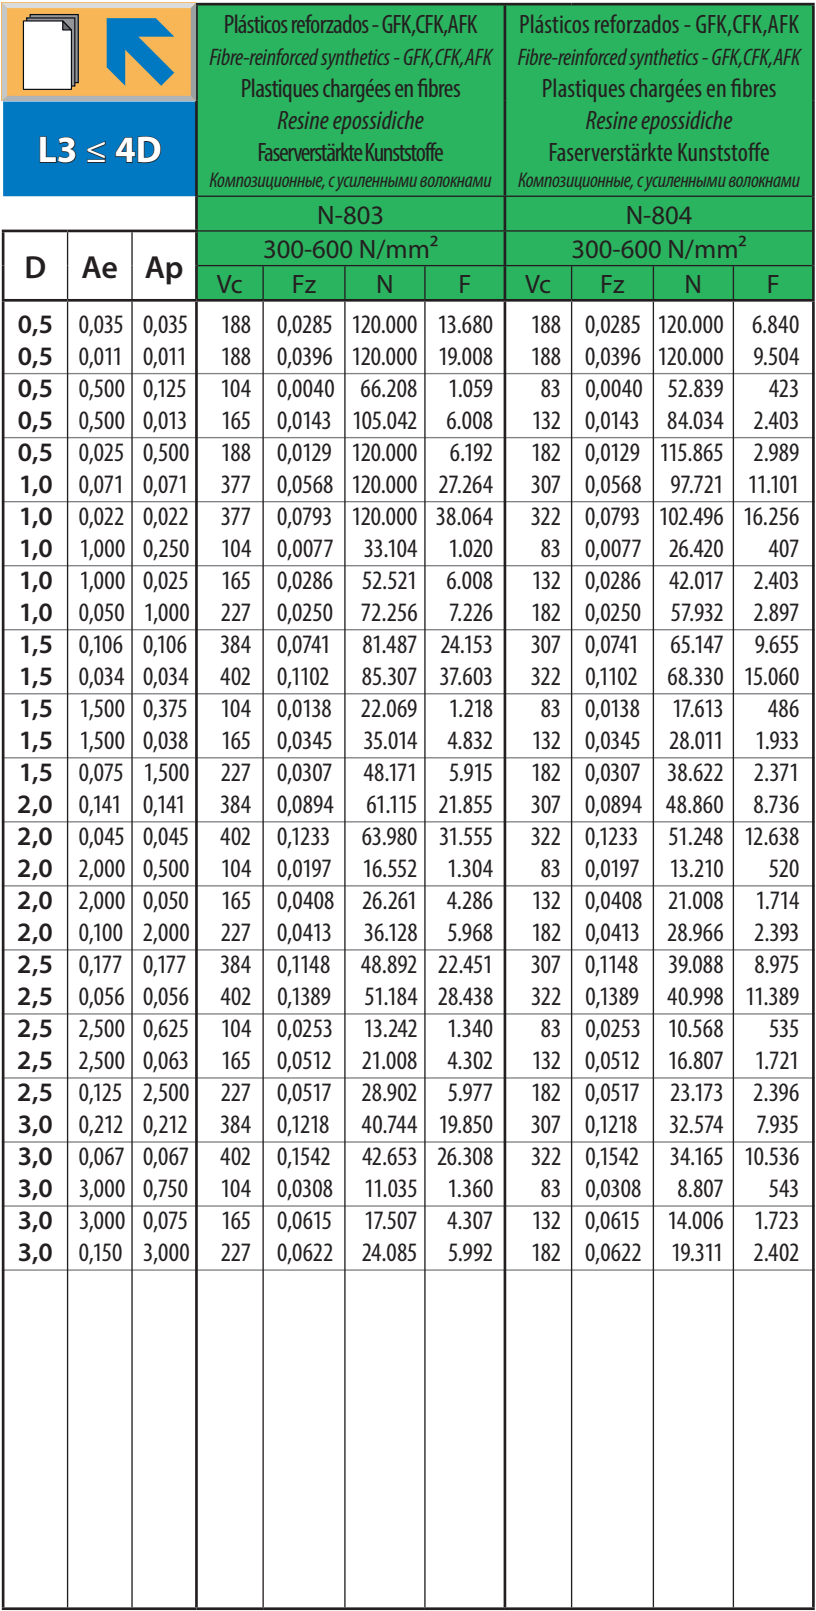 Plásticos reforzados - GFK,CFK,AFK Plásticos reforzados - GFK,CFK,AFK
Fibre-reinforced synthetics - GFK,CFK,AFK Fibre-reinforced synthetics - GFK,CFK,AFK
Plastiques chargées en fibres Plastiques chargées en fibres
Resine epossidiche Resine epossidiche
L3 ≤ 4D Faserverstärkte Kunststoffe Faserverstärkte Kunststoffe
Композиционные, с усиленными волокнами Композиционные, с усиленными волокнами
N-803 N-804
300-600 N/mm² 300-600 N/mm²
D Ae Ap Vc Fz N F Vc Fz N F
0,5 0,035 0,035 188 0,0285 120.000 13.680 188 0,0285 120.000 6.840
0,5 0,011 0,011 188 0,0396 120.000 19.008 188 0,0396 120.000 9.504
0,5 0,500 0,125 104 0,0040 66.208 1.059 83 0,0040 52.839 423
0,5 0,500 0,013 165 0,0143 105.042 6.008 132 0,0143 84.034 2.403
0,5 0,025 0,500 188 0,0129 120.000 6.192 182 0,0129 115.865 2.989
1,0 0,071 0,071 377 0,0568 120.000 27.264 307 0,0568 97.721 11.101
1,0 0,022 0,022 377 0,0793 120.000 38.064 322 0,0793 102.496 16.256
1,0 1,000 0,250 104 0,0077 33.104 1.020 83 0,0077 26.420 407
1,0 1,000 0,025 165 0,0286 52.521 6.008 132 0,0286 42.017 2.403
1,0 0,050 1,000 227 0,0250 72.256 7.226 182 0,0250 57.932 2.897
1,5 0,106 0,106 384 0,0741 81.487 24.153 307 0,0741 65.147 9.655
1,5 0,034 0,034 402 0,1102 85.307 37.603 322 0,1102 68.330 15.060
1,5 1,500 0,375 104 0,0138 22.069 1.218 83 0,0138 17.613 486
1,5 1,500 0,038 165 0,0345 35.014 4.832 132 0,0345 28.011 1.933
1,5 0,075 1,500 227 0,0307 48.171 5.915 182 0,0307 38.622 2.371
2,0 0,141 0,141 384 0,0894 61.115 21.855 307 0,0894 48.860 8.736
2,0 0,045 0,045 402 0,1233 63.980 31.555 322 0,1233 51.248 12.638
2,0 2,000 0,500 104 0,0197 16.552 1.304 83 0,0197 13.210 520
2,0 2,000 0,050 165 0,0408 26.261 4.286 132 0,0408 21.008 1.714
2,0 0,100 2,000 227 0,0413 36.128 5.968 182 0,0413 28.966 2.393
2,5 0,177 0,177 384 0,1148 48.892 22.451 307 0,1148 39.088 8.975
2,5 0,056 0,056 402 0,1389 51.184 28.438 322 0,1389 40.998 11.389
2,5 2,500 0,625 104 0,0253 13.242 1.340 83 0,0253 10.568 535
2,5 2,500 0,063 165 0,0512 21.008 4.302 132 0,0512 16.807 1.721
2,5 0,125 2,500 227 0,0517 28.902 5.977 182 0,0517 23.173 2.396
3,0 0,212 0,212 384 0,1218 40.744 19.850 307 0,1218 32.574 7.935
3,0 0,067 0,067 402 0,1542 42.653 26.308 322 0,1542 34.165 10.536
3,0 3,000 0,750 104 0,0308 11.035 1.360 83 0,0308 8.807 543
3,0 3,000 0,075 165 0,0615 17.507 4.307 132 0,0615 14.006 1.723
3,0 0,150 3,000 227 0,0622 24.085 5.992 182 0,0622 19.311 2.402